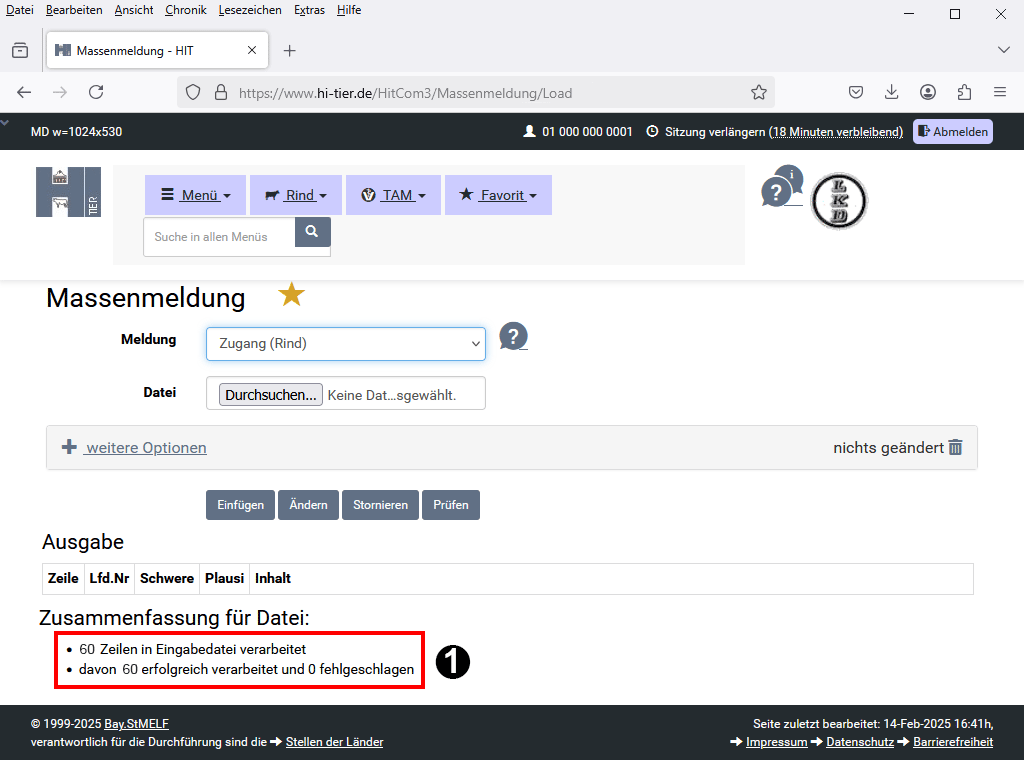 Datei Bearbeiten Ansicht Chronik Lesezeichen Extras Hilfe
Massenmeldung - HIT
https://www.hi-tier.de/HitCom3/Massenmeldung/Load
MD w=1024x530 01 000 000 0001 Sitzung verlängern (18 Minuten verbleibend) Abmelden
H TIER
Menü Rind TAM Favorit
Suche in allen Menüs
? i
LKD
Massenmeldung
Meldung Zugang (Rind) ?
Datei Durchsuchen... Keine Dat...sgewählt.
weitere Optionen nichts geändert
Einfügen Ändern Stornieren Prüfen
Ausgabe
Zeile Lfd.Nr Schwere Plausi Inhalt
Zusammenfassung für Datei:
• 60 Zeilen in Eingabedatei verarbeitet
• davon 60 erfolgreich verarbeitet und 0 fehlgeschlagen
1
© 1999-2025 Bay.StMELF Seite zuletzt bearbeitet: 14-Feb-2025 16:41h,
verantwortlich für die Durchführung sind die ➔ Stellen der Länder ➔ Impressum ➔ Datenschutz ➔ Barrierefreiheit